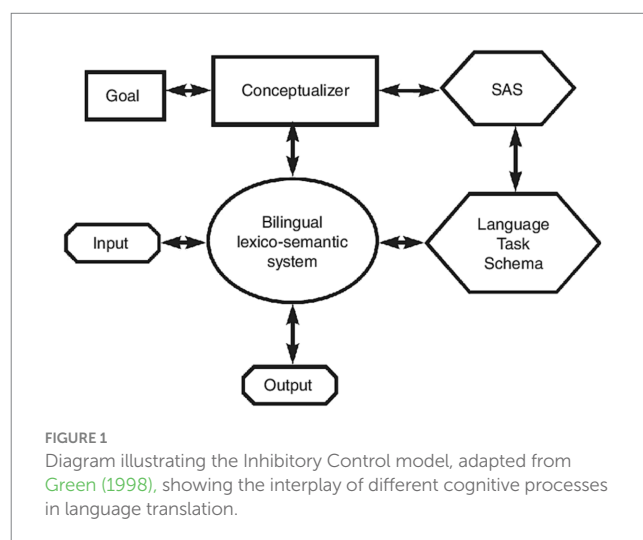 Goal
Conceptualizer
SAS
Input
Bilingual
lexico-semantic
system
Language
Task
Schema
Output
FIGURE 1
Diagram illustrating the Inhibitory Control model, adapted from
Green (1998), showing the interplay of different cognitive processes
in language translation.